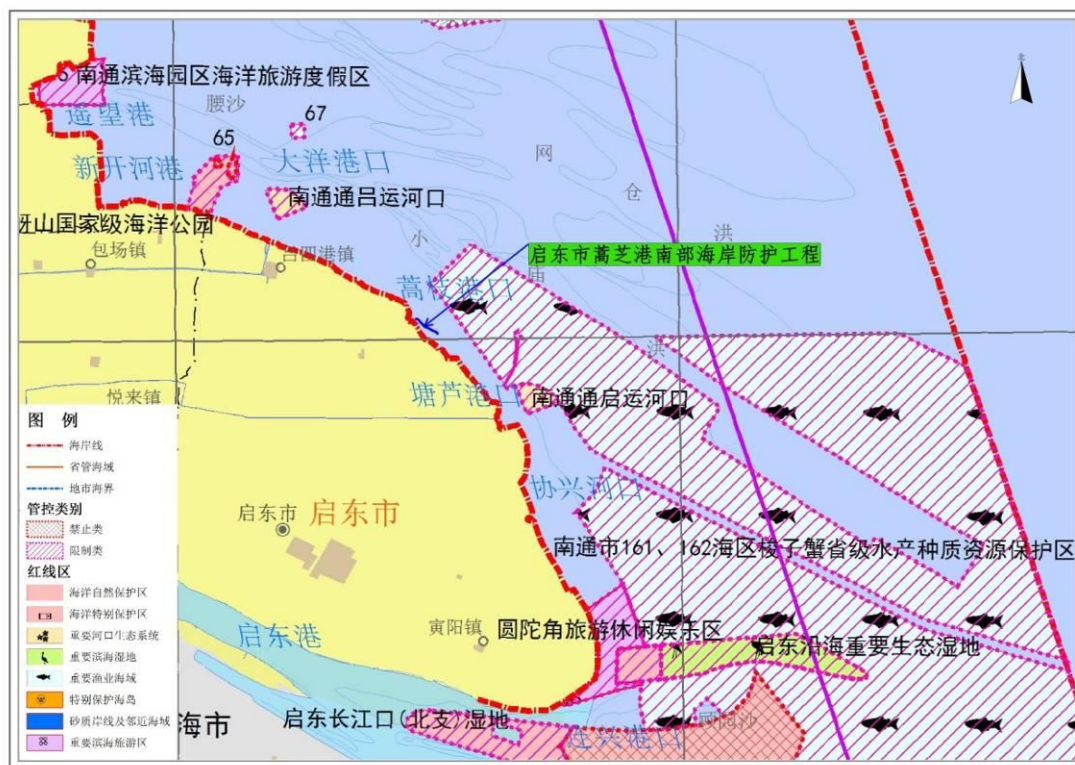 南通滨海园区海洋旅游度假区
遥望港
腰沙
67
65
新开河港
大洋港口
网
仓
洪
南通通吕运河口
山国家级海洋公园
包场镇
吕四港镇
小
庙
洪
启东市蒿芝港南部海岸防护工程
蒿枝港口
悦来镇
塘芦港口
南通通启运河口
协兴河口
启东市
启东市
南通市161、162海区梭子蟹省级水产种质资源保护区
启东港
寅阳镇
圆陀角旅游休闲娱乐区
启东沿海重要生态湿地
海市
启东长江口(北支)湿地
连兴港口
顾园沙
图 例
海岸线
省管海域
地市海界
管控类别
禁止类
限制类
红线区
海洋自然保护区
海洋特别保护区
重要河口生态系统
重要滨海湿地
重要渔业海域
特别保护海岛
砂质岸线及邻近海域
重要滨海旅游区